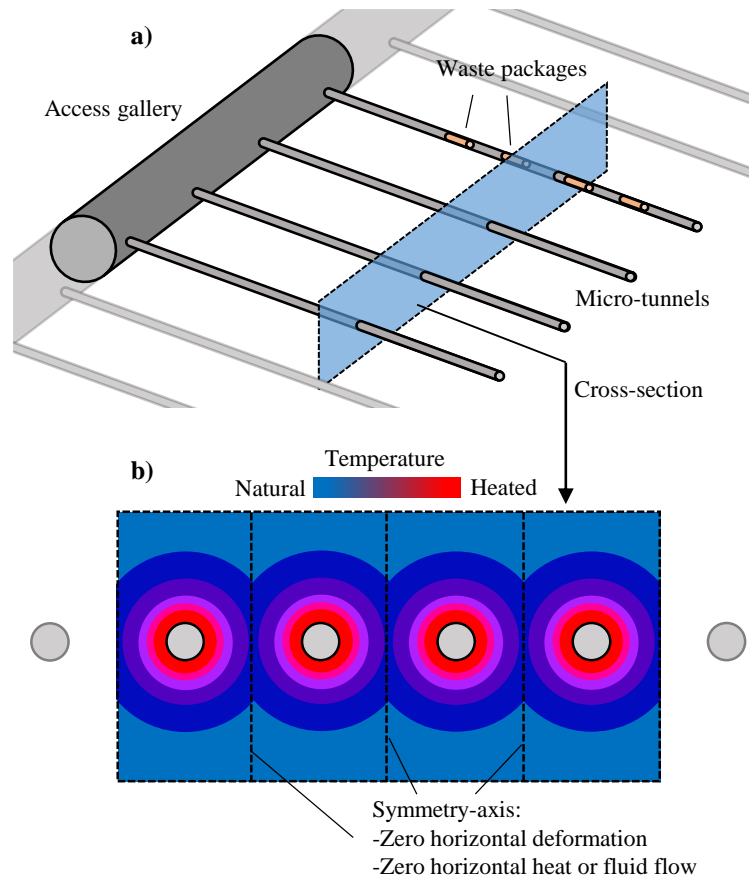 a)
Waste packages
Access gallery
Micro-tunnels
Cross-section
b)
Temperature
Natural
Heated
Symmetry-axis:
-Zero horizontal deformation
-Zero horizontal heat or fluid flow